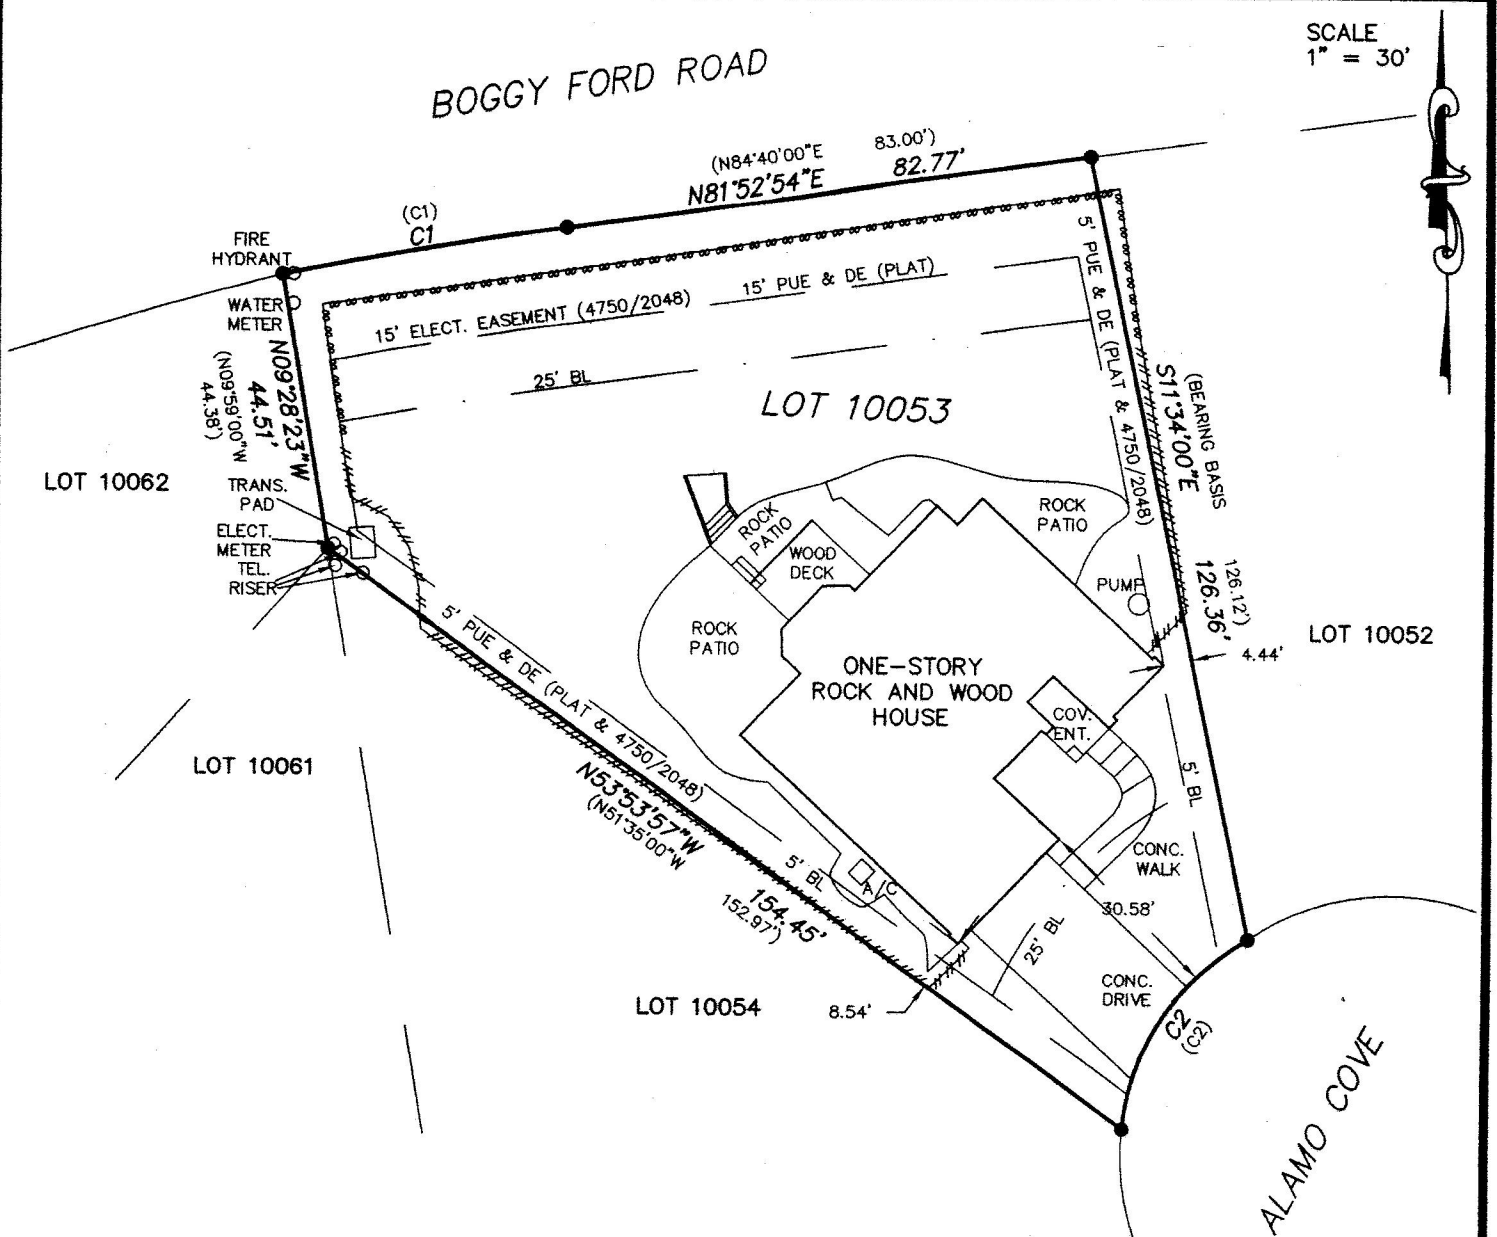 SCALE
1" = 30'
BOGGY FORD ROAD
(N84°40'00"E 83.00')
N81°52'54"E 82.77'
(C1)
C1
FIRE
HYDRANT
WATER
METER
15' ELECT. EASEMENT (4750/2048)
15' PUE & DE (PLAT)
25' BL
5' PUE & DE (PLAT & 4750/2048)
N09°28'23"W
44.51'
(N09°59'00"W
44.38')
LOT 10053
(BEARING BASIS
S11°34'00"E
126.12')
126.36'
LOT 10062
TRANS.
PAD
ELECT.
METER
TEL.
RISER
ROCK
PATIO
WOOD
DECK
ROCK
PATIO
PUMP
ROCK
PATIO
LOT 10052
4.44'
ONE-STORY
ROCK AND WOOD
HOUSE
COV.
ENT.
5' PUE & DE (PLAT & 4750/2048)
LOT 10061
N53°53'57"W
(N51°35'00"W
154.45'
152.97')
5' BL
5' BL
A/C
CONC.
WALK
30.58'
25' BL
CONC.
DRIVE
LOT 10054
8.54'
C2
(C2)
ALAMO COVE